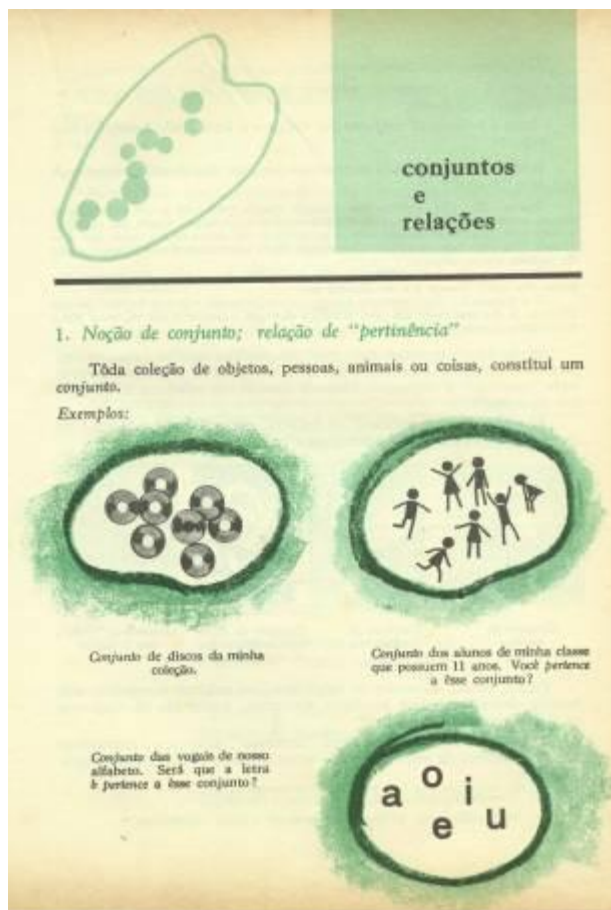 conjuntos
e
relações
1. Noção de conjunto; relação de "pertinência"
Tôda coleção de objetos, pessoas, animais ou coisas, constitui um
conjunto.
Exemplos:
Conjunto de discos da minha
coleção.
Conjunto dos alunos de minha classe
que possuem 11 anos. Você pertence
a êsse conjunto?
Conjunto das vogais de nosso
alfabeto. Será que a letra
b pertence a êsse conjunto?
a o i
e u